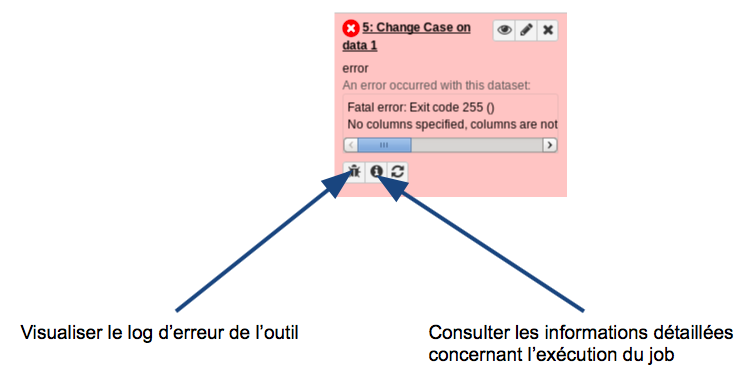 5: Change Case on
data 1
error
An error occurred with this dataset:
Fatal error: Exit code 255 ()
No columns specified, columns are not
Visualiser le log d’erreur de l’outil
Consulter les informations détaillées
concernant l’exécution du job